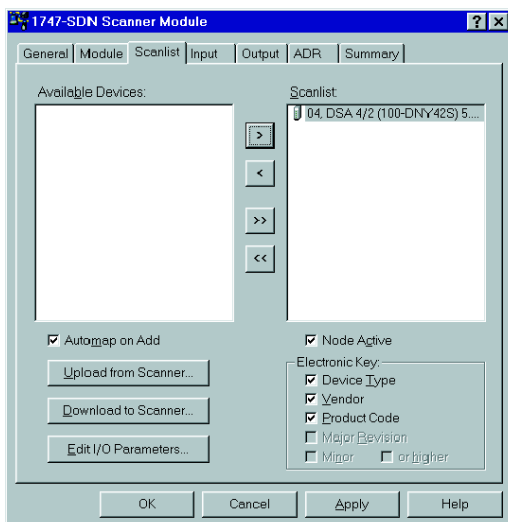 1747-SDN Scanner Module
General Module Scanlist Input Output ADR Summary
Available Devices:
Scanlist:
04, DSA 4/2 (100-DNY42S) 5....
>
<
>>
<<
Automap on Add
Node Active
Upload from Scanner...
Download to Scanner...
Edit I/O Parameters...
Electronic Key:
Device Type
Vendor
Product Code
Major Revision
Minor or higher
OK Cancel Apply Help